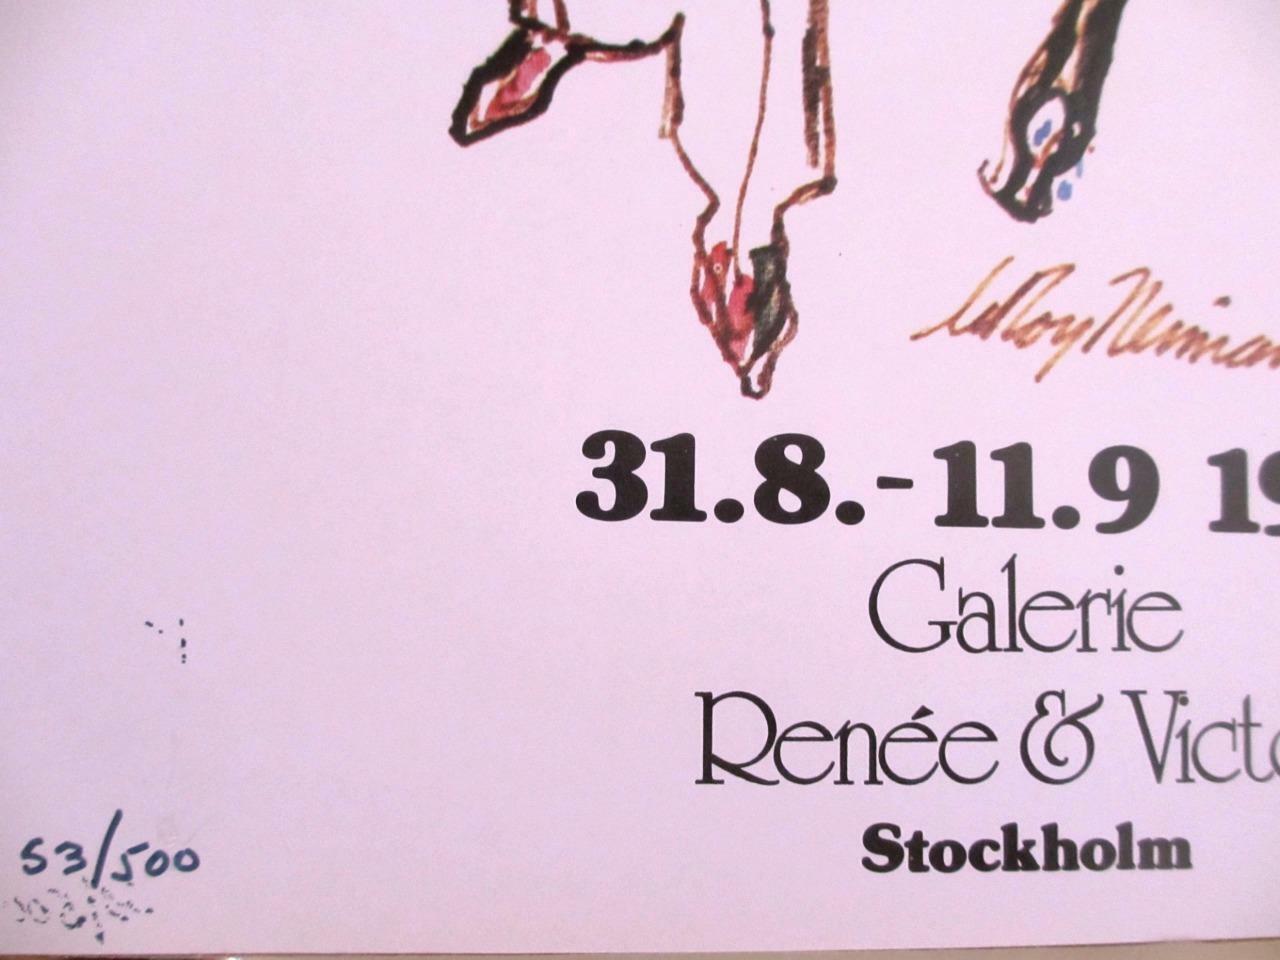 LeRoy Neiman
31.8.-11.9 19
Galerie
Renée & Victo
Stockholm
53/500